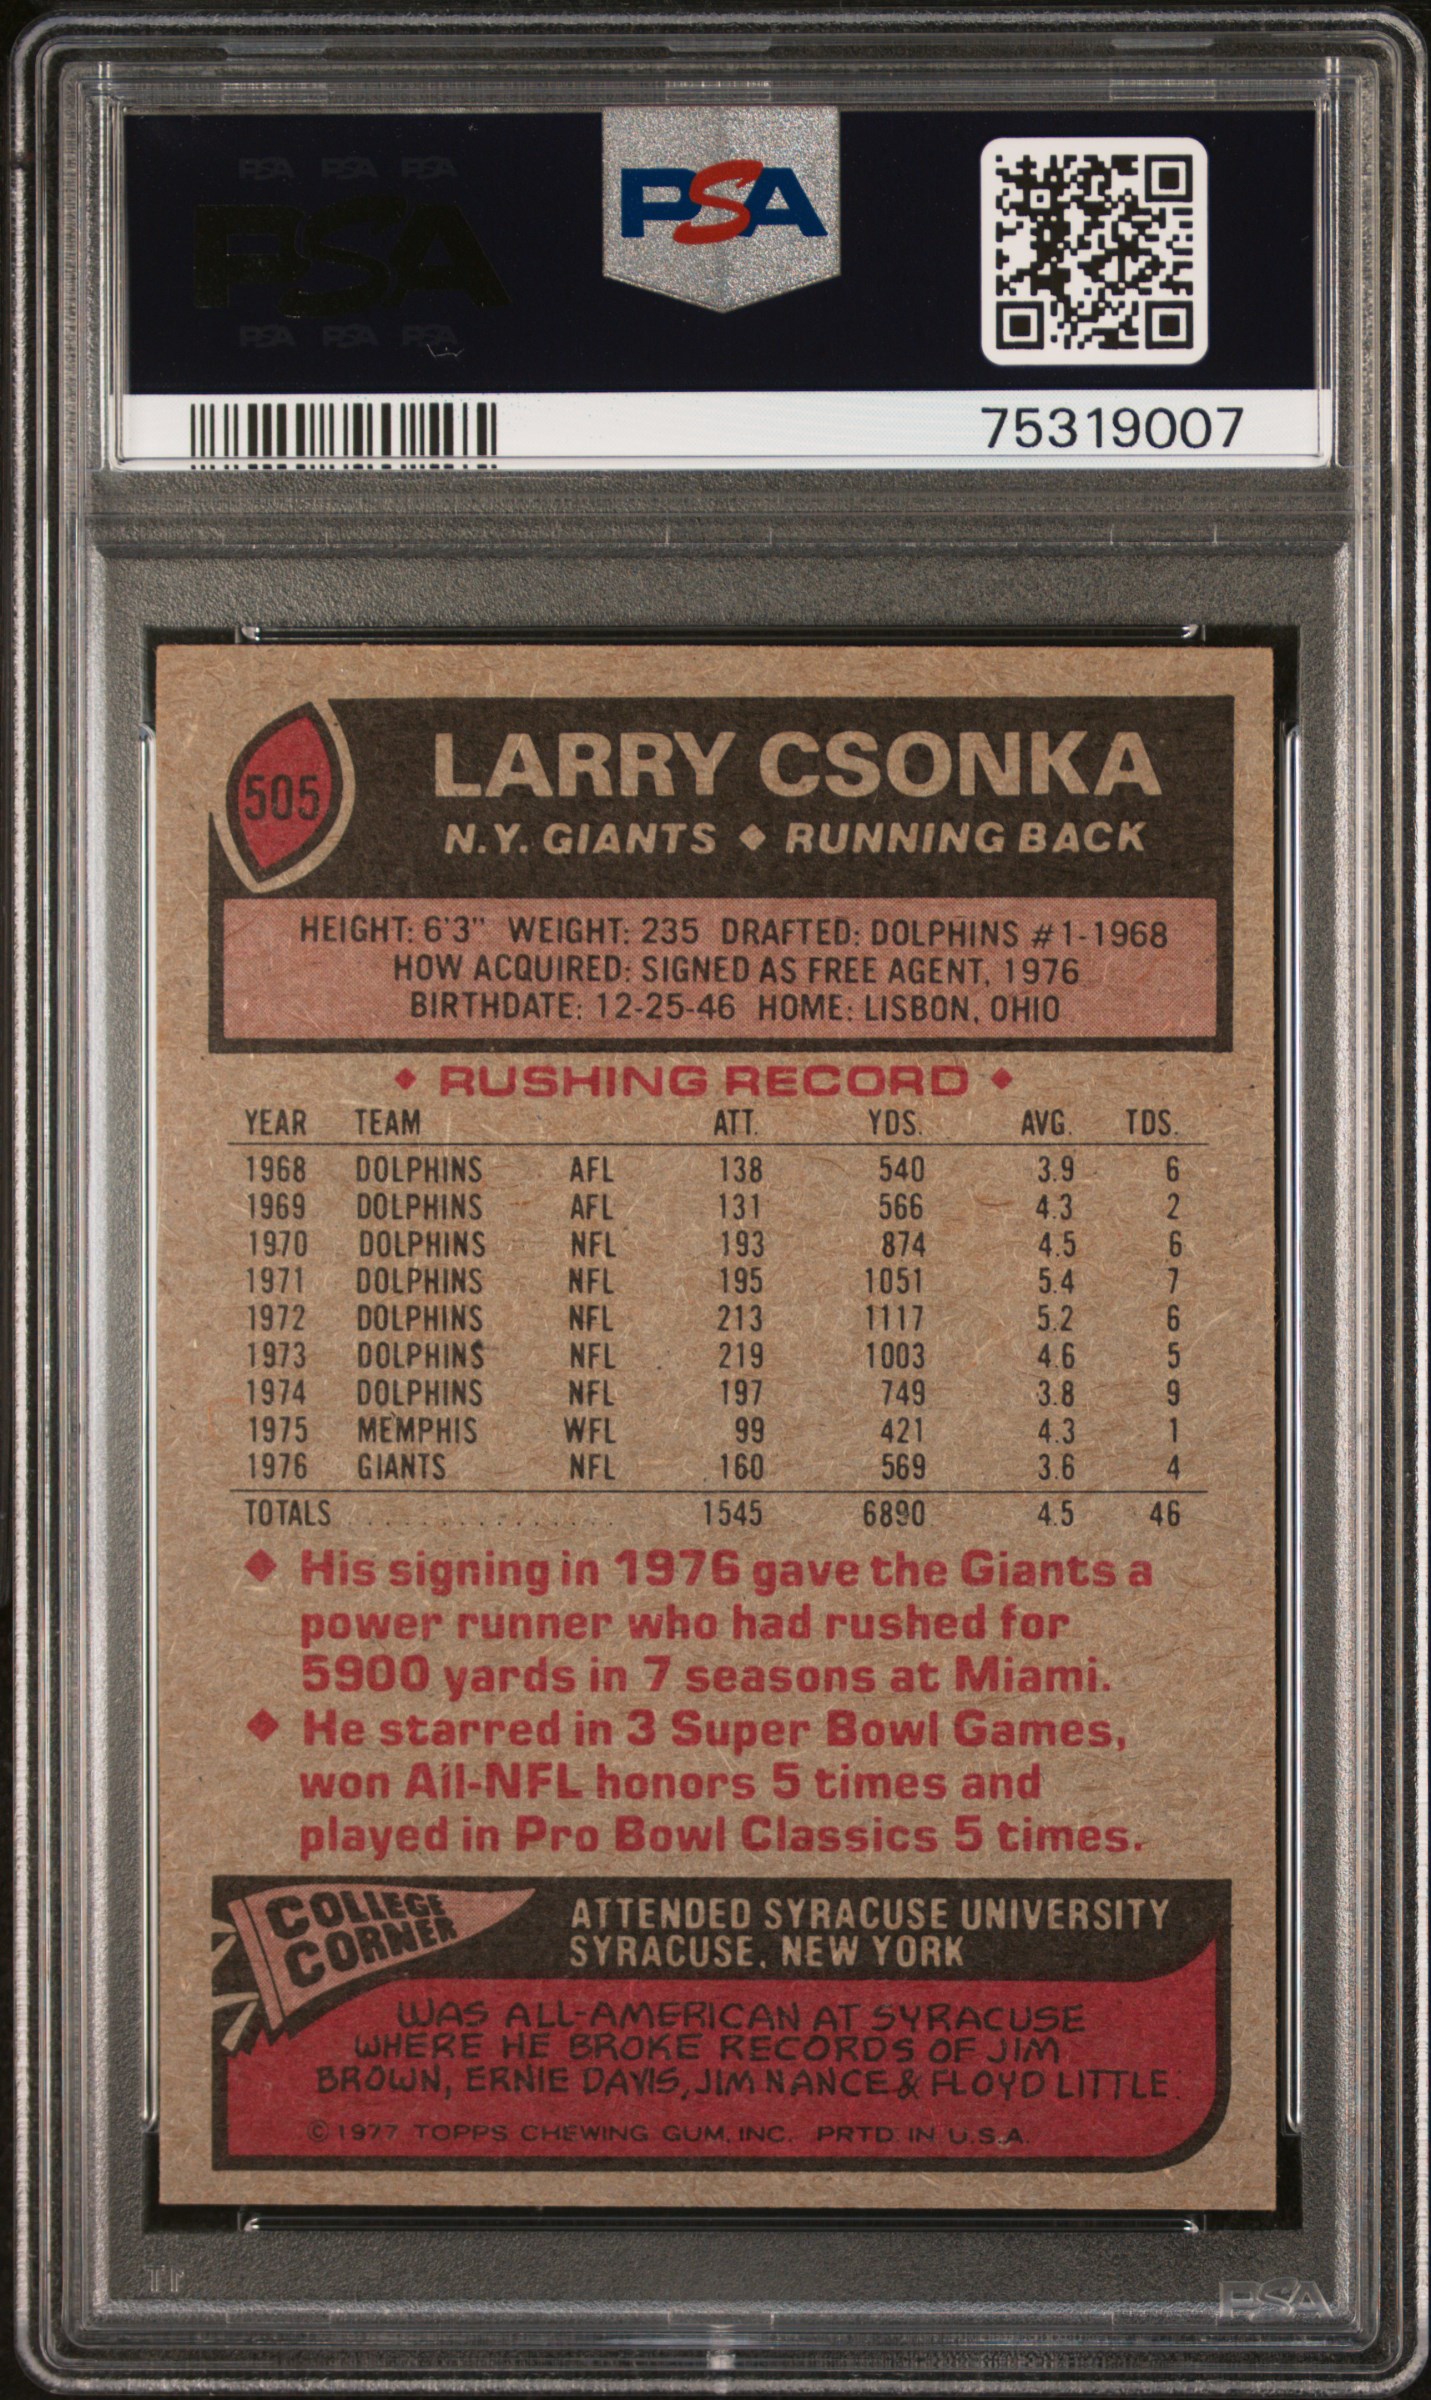 PSA PSA PSA
PSA
PSA PSA PSA
PSA
75319007
505
LARRY CSONKA
N.Y. GIANTS ◆ RUNNING BACK
HEIGHT: 6'3" WEIGHT: 235 DRAFTED: DOLPHINS #1-1968
HOW ACQUIRED: SIGNED AS FREE AGENT, 1976
BIRTHDATE: 12-25-46 HOME: LISBON, OHIO
◆ RUSHING RECORD ◆
YEAR TEAM ATT. YDS. AVG. TDS.
1968 DOLPHINS AFL 138 540 3.9 6
1969 DOLPHINS AFL 131 566 4.3 2
1970 DOLPHINS NFL 193 874 4.5 6
1971 DOLPHINS NFL 195 1051 5.4 7
1972 DOLPHINS NFL 213 1117 5.2 6
1973 DOLPHINS NFL 219 1003 4.6 5
1974 DOLPHINS NFL 197 749 3.8 9
1975 MEMPHIS WFL 99 421 4.3 1
1976 GIANTS NFL 160 569 3.6 4
TOTALS . . . . . . . . . . . . . . 1545 6890 4.5 46
◆ His signing in 1976 gave the Giants a
power runner who had rushed for
5900 yards in 7 seasons at Miami.
◆ He starred in 3 Super Bowl Games,
won All-NFL honors 5 times and
played in Pro Bowl Classics 5 times.
COLLEGE
CORNER
ATTENDED SYRACUSE UNIVERSITY
SYRACUSE, NEW YORK
WAS ALL-AMERICAN AT SYRACUSE
WHERE HE BROKE RECORDS OF JIM
BROWN, ERNIE DAVIS, JIM NANCE & FLOYD LITTLE.
© 1977 TOPPS CHEWING GUM, INC. PRTD. IN U.S.A.
PSA